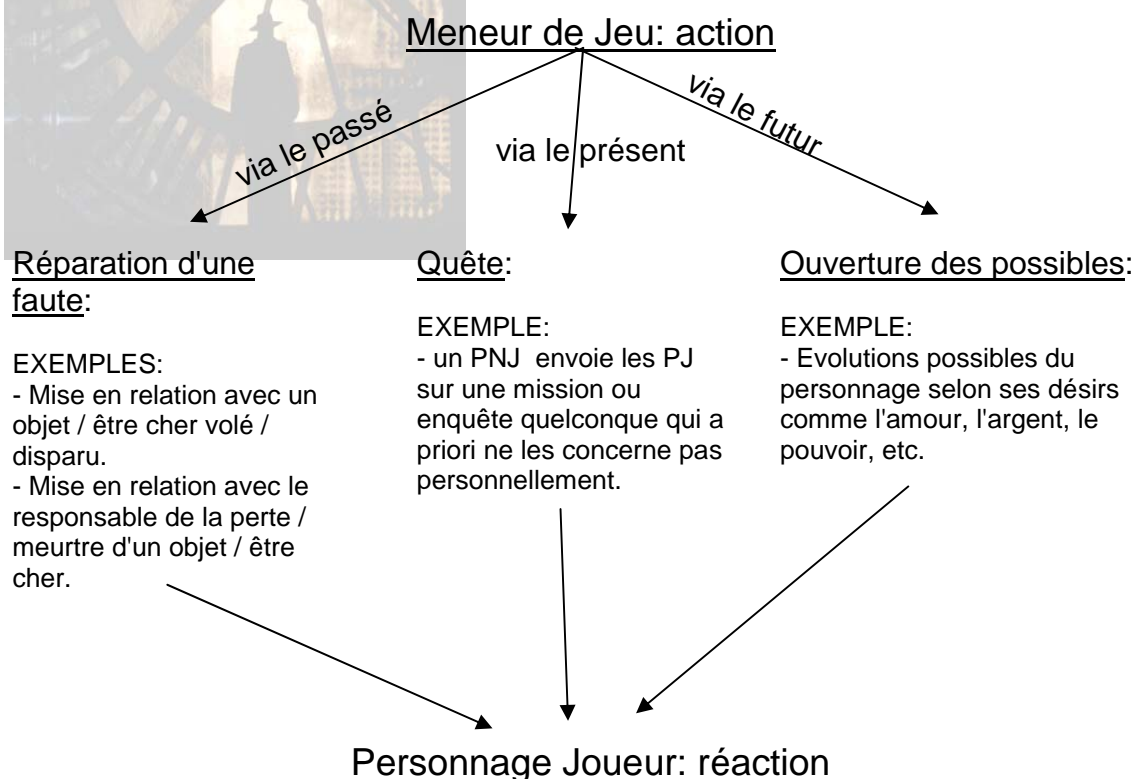 Meneur de Jeu: action
via le passé
via le présent
via le futur
Réparation d'une
faute:
EXEMPLES:
- Mise en relation avec un
objet / être cher volé /
disparu.
- Mise en relation avec le
responsable de la perte /
meurtre d'un objet / être
cher.
Quête:
EXEMPLE:
- un PNJ  envoie les PJ
sur une mission ou
enquête quelconque qui a
priori ne les concerne pas
personnellement.
Ouverture des possibles:
EXEMPLE:
- Evolutions possibles du
personnage selon ses désirs
comme l'amour, l'argent, le
pouvoir, etc.
Personnage Joueur: réaction